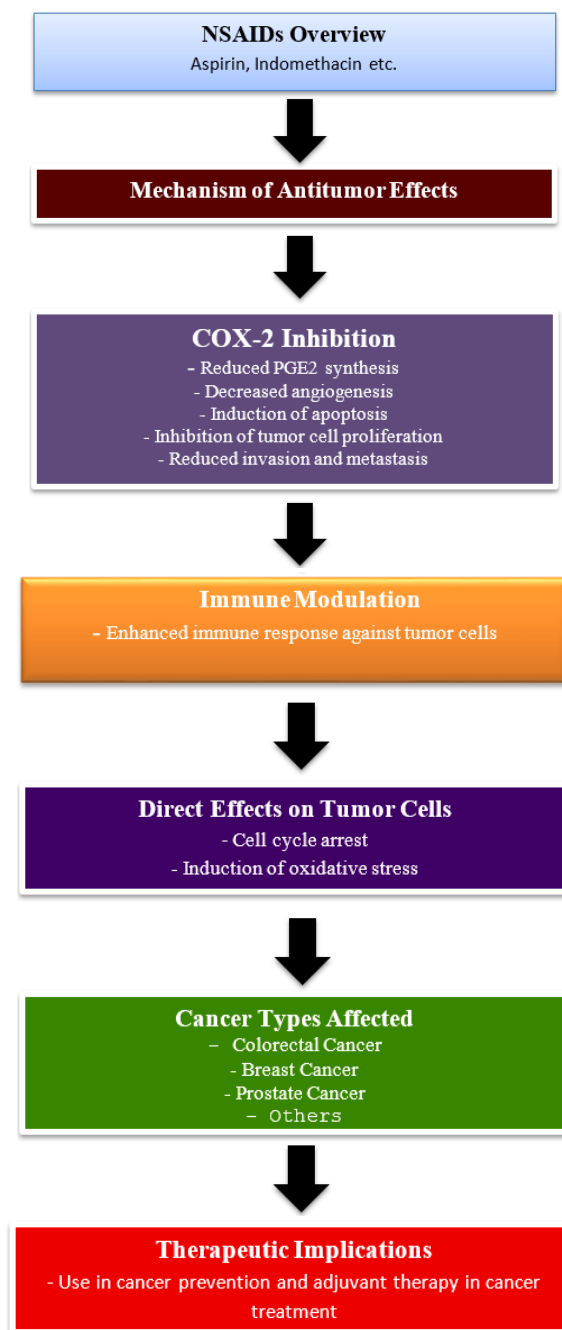 NSAIDs Overview
Aspirin, Indomethacin etc.
Mechanism of Antitumor Effects
COX-2 Inhibition
- Reduced PGE2 synthesis
- Decreased angiogenesis
- Induction of apoptosis
- Inhibition of tumor cell proliferation
- Reduced invasion and metastasis
Immune Modulation
- Enhanced immune response against tumor cells
Direct Effects on Tumor Cells
- Cell cycle arrest
- Induction of oxidative stress
Cancer Types Affected
– Colorectal Cancer
- Breast Cancer
- Prostate Cancer
– Others
Therapeutic Implications
- Use in cancer prevention and adjuvant therapy in cancer
treatment